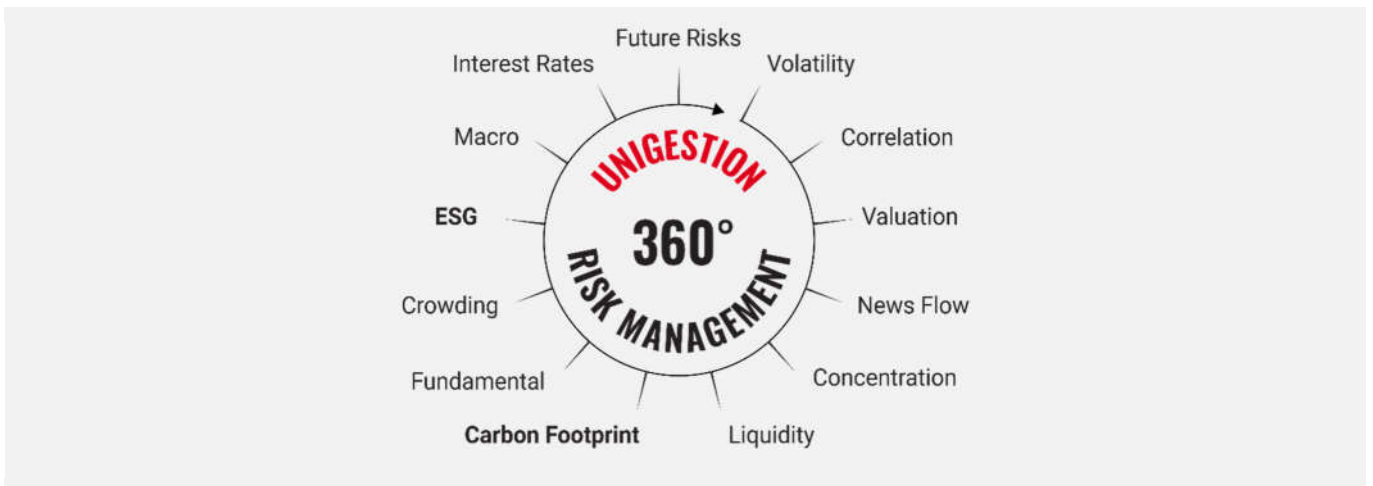 Future Risks
Interest Rates
Volatility
Macro
Correlation
UNIGESTION
ESG
360°
Valuation
RISK MANAGEMENT
Crowding
News Flow
Fundamental
Concentration
Carbon Footprint
Liquidity